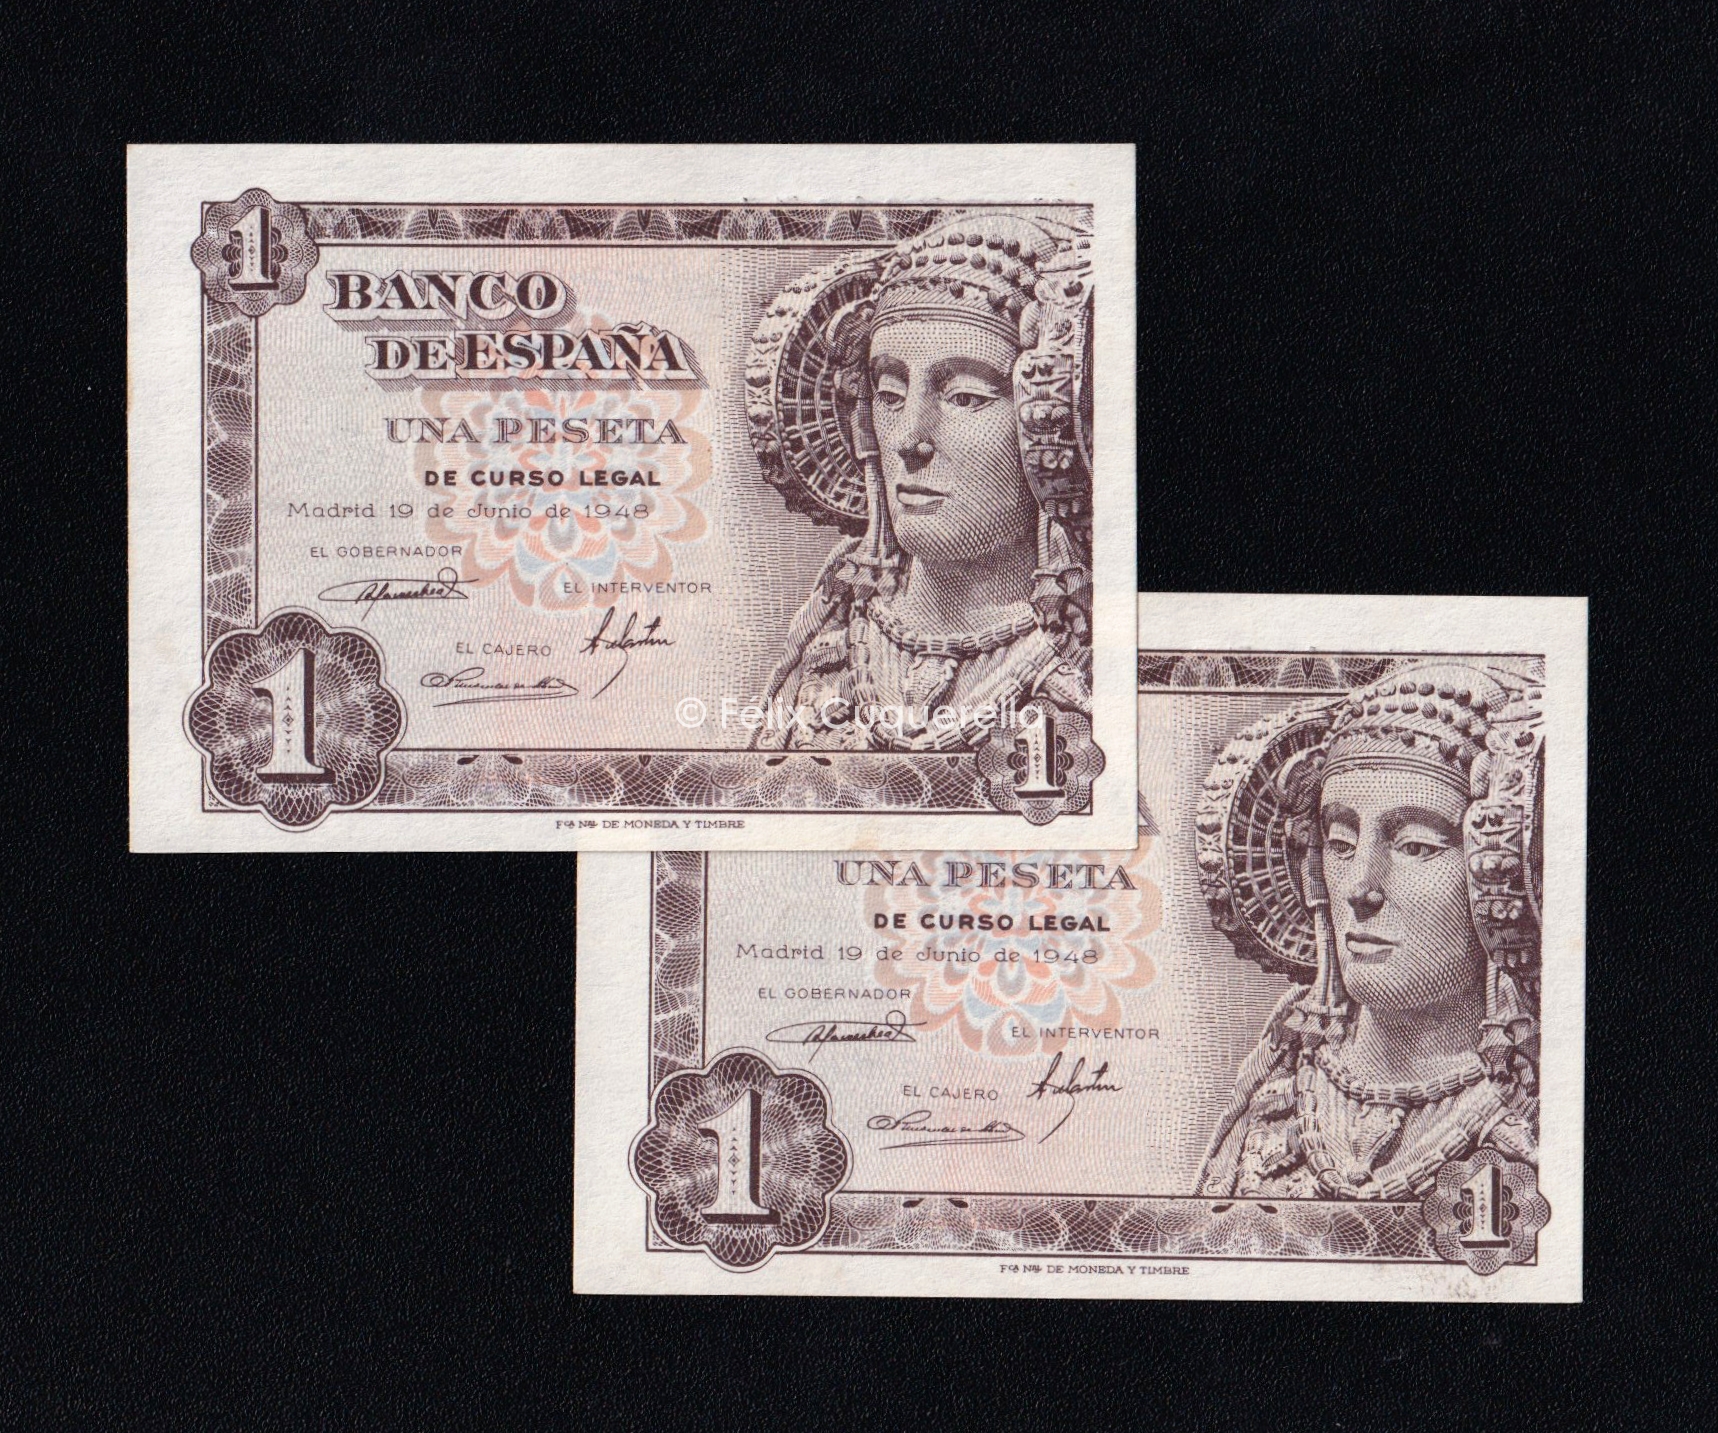 1
BANCO
DE ESPAÑA
UNA PESETA
DE CURSO LEGAL
Madrid 19 de Junio de 1948
EL GOBERNADOR
EL INTERVENTOR
EL CAJERO
© Félix Cuquerella
1
1
Fca Nal DE MONEDA Y TIMBRE
UNA PESETA
DE CURSO LEGAL
Madrid 19 de Junio de 1948
EL GOBERNADOR
EL INTERVENTOR
EL CAJERO
1
1
Fca Nal DE MONEDA Y TIMBRE